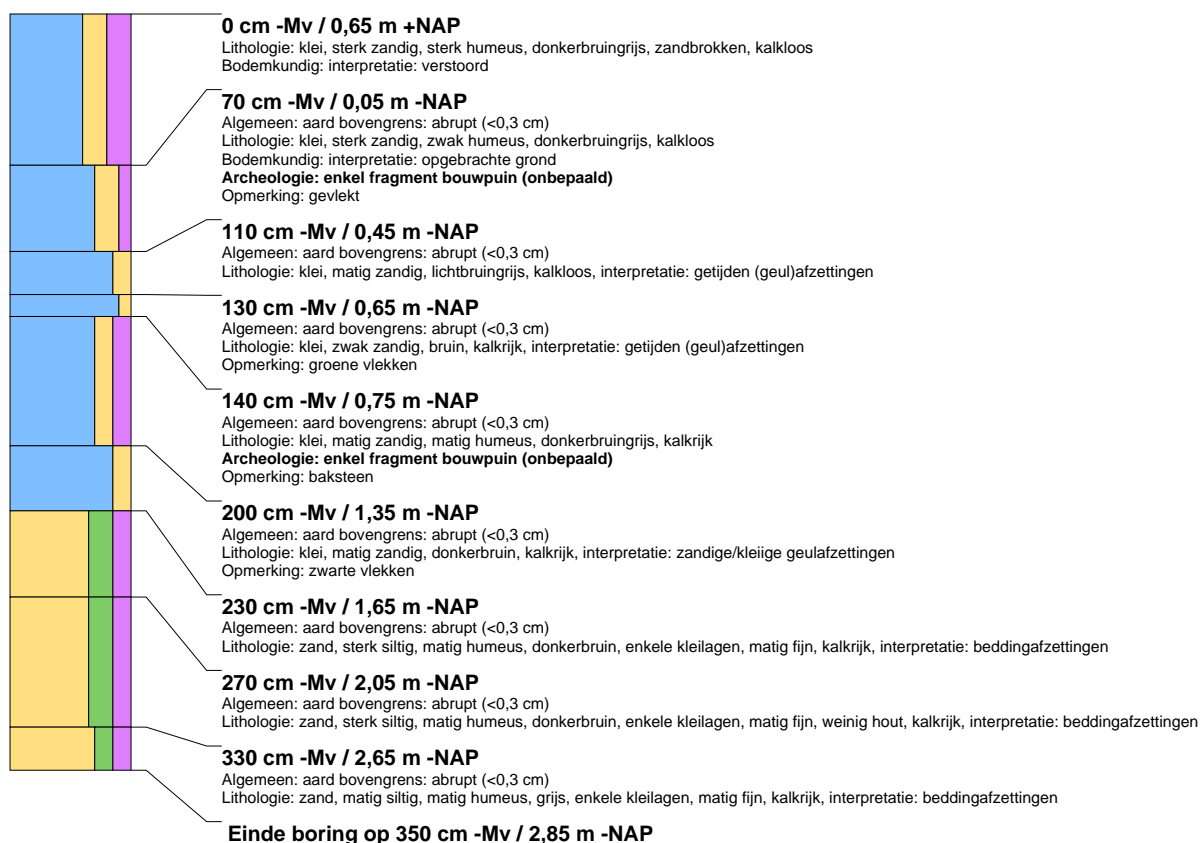 0 cm -Mv / 0,65 m +NAP
Lithologie: klei, sterk zandig, sterk humeus, donkerbruingrijs, zandbrokken, kalkloos
Bodemkundig: interpretatie: verstoord
70 cm -Mv / 0,05 m -NAP
Algemeen: aard bovengrens: abrupt (<0,3 cm)
Lithologie: klei, sterk zandig, zwak humeus, donkerbruingrijs, kalkloos
Bodemkundig: interpretatie: opgebrachte grond
Archeologie: enkel fragment bouwpuin (onbepaald)
Opmerking: gevlekt
110 cm -Mv / 0,45 m -NAP
Algemeen: aard bovengrens: abrupt (<0,3 cm)
Lithologie: klei, matig zandig, lichtbruingrijs, kalkloos, interpretatie: getijden (geul)afzettingen
130 cm -Mv / 0,65 m -NAP
Algemeen: aard bovengrens: abrupt (<0,3 cm)
Lithologie: klei, zwak zandig, bruin, kalkrijk, interpretatie: getijden (geul)afzettingen
Opmerking: groene vlekken
140 cm -Mv / 0,75 m -NAP
Algemeen: aard bovengrens: abrupt (<0,3 cm)
Lithologie: klei, matig zandig, matig humeus, donkerbruingrijs, kalkrijk
Archeologie: enkel fragment bouwpuin (onbepaald)
Opmerking: baksteen
200 cm -Mv / 1,35 m -NAP
Algemeen: aard bovengrens: abrupt (<0,3 cm)
Lithologie: klei, matig zandig, donkerbruin, kalkrijk, interpretatie: zandige/kleiige geulafzettingen
Opmerking: zwarte vlekken
230 cm -Mv / 1,65 m -NAP
Algemeen: aard bovengrens: abrupt (<0,3 cm)
Lithologie: zand, sterk siltig, matig humeus, donkerbruin, enkele kleilagen, matig fijn, kalkrijk, interpretatie: beddingafzettingen
270 cm -Mv / 2,05 m -NAP
Algemeen: aard bovengrens: abrupt (<0,3 cm)
Lithologie: zand, sterk siltig, matig humeus, donkerbruin, enkele kleilagen, matig fijn, weinig hout, kalkrijk, interpretatie: beddingafzettingen
330 cm -Mv / 2,65 m -NAP
Algemeen: aard bovengrens: abrupt (<0,3 cm)
Lithologie: zand, matig siltig, matig humeus, grijs, enkele kleilagen, matig fijn, kalkrijk, interpretatie: beddingafzettingen
Einde boring op 350 cm -Mv / 2,85 m -NAP